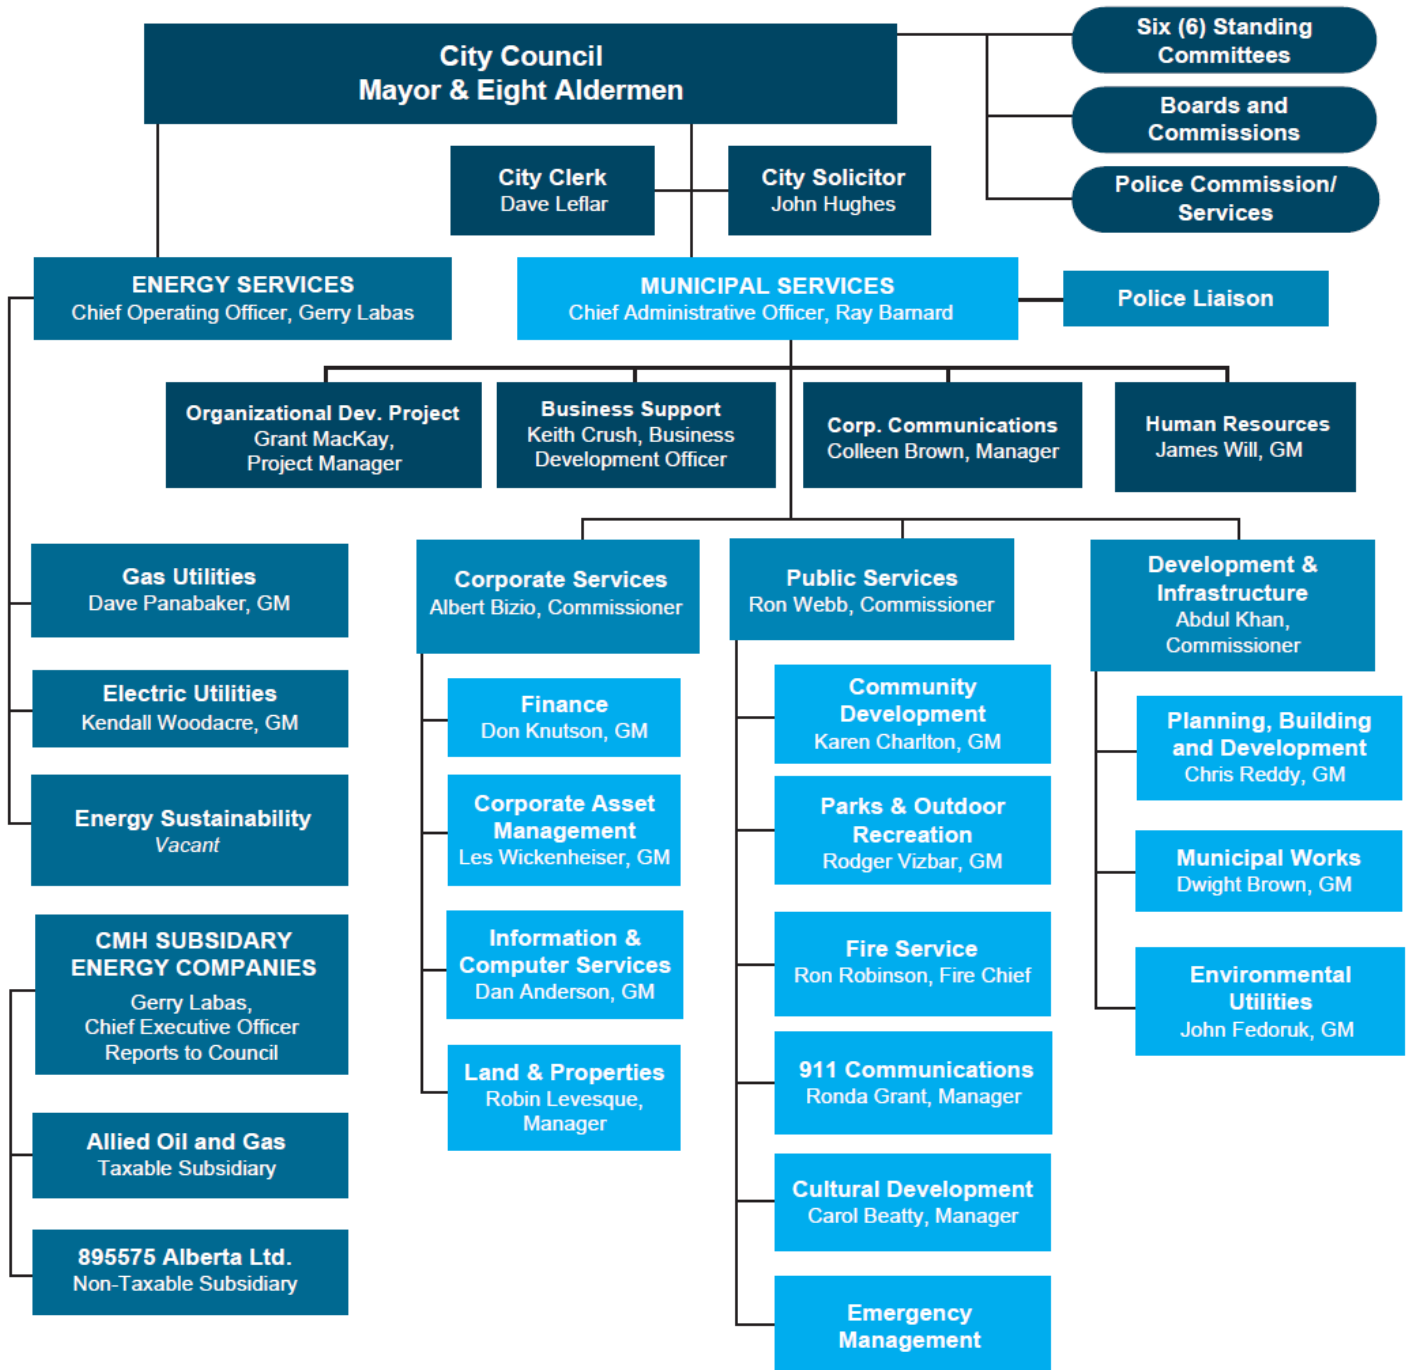 City Council
Mayor & Eight Aldermen
Six (6) Standing
Committees
Boards and
Commissions
Police Commission/
Services
City Clerk
Dave Leflar
City Solicitor
John Hughes
ENERGY SERVICES
Chief Operating Officer, Gerry Labas
MUNICIPAL SERVICES
Chief Administrative Officer, Ray Barnard
Police Liaison
Organizational Dev. Project
Grant MacKay,
Project Manager
Business Support
Keith Crush, Business
Development Officer
Corp. Communications
Colleen Brown, Manager
Human Resources
James Will, GM
Gas Utilities
Dave Panabaker, GM
Electric Utilities
Kendall Woodacre, GM
Energy Sustainability
Vacant
CMH SUBSIDARY
ENERGY COMPANIES
Gerry Labas,
Chief Executive Officer
Reports to Council
Allied Oil and Gas
Taxable Subsidiary
895575 Alberta Ltd.
Non-Taxable Subsidiary
Corporate Services
Albert Bizio, Commissioner
Finance
Don Knutson, GM
Corporate Asset
Management
Les Wickenheiser, GM
Information &
Computer Services
Dan Anderson, GM
Land & Properties
Robin Levesque,
Manager
Public Services
Ron Webb, Commissioner
Community
Development
Karen Charlton, GM
Parks & Outdoor
Recreation
Rodger Vizbar, GM
Fire Service
Ron Robinson, Fire Chief
911 Communications
Ronda Grant, Manager
Cultural Development
Carol Beatty, Manager
Emergency
Management
Development &
Infrastructure
Abdul Khan,
Commissioner
Planning, Building
and Development
Chris Reddy, GM
Municipal Works
Dwight Brown, GM
Environmental
Utilities
John Fedoruk, GM